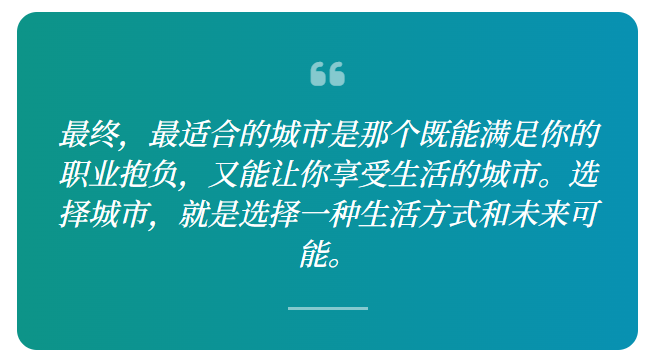 ❝
最终，最适合的城市是那个既能满足你的
职业抱负，又能让你享受生活的城市。选
择城市，就是选择一种生活方式和未来可
能。